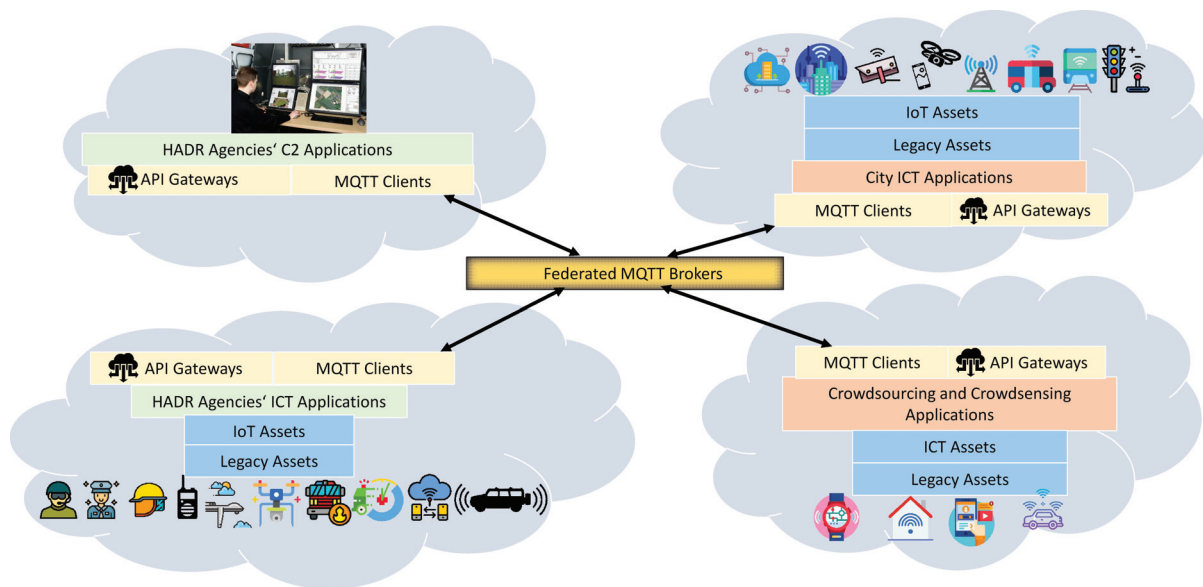 HADR Agencies‘ C2 Applications
API Gateways
MQTT Clients
IoT Assets
Legacy Assets
City ICT Applications
MQTT Clients
API Gateways
Federated MQTT Brokers
API Gateways
MQTT Clients
HADR Agencies‘ ICT Applications
IoT Assets
Legacy Assets
MQTT Clients
API Gateways
Crowdsourcing and Crowdsensing
Applications
ICT Assets
Legacy Assets